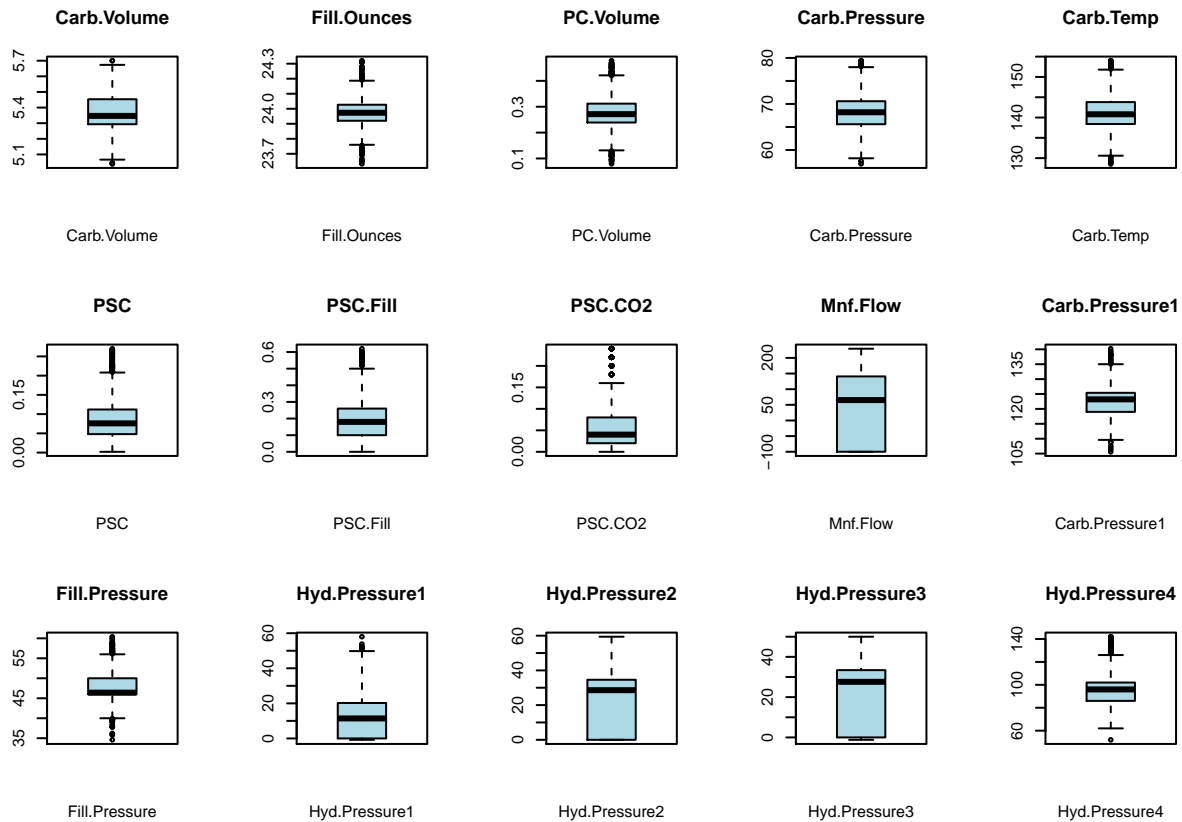 Carb.Volume Fill.Ounces PC.Volume Carb.Pressure Carb.Temp
5.1 5.4 5.7 23.7 24.0 24.3 0.1 0.3 60 70 80 130 140 150
Carb.Volume Fill.Ounces PC.Volume Carb.Pressure Carb.Temp
PSC PSC.Fill PSC.CO2 Mnf.Flow Carb.Pressure1
0.00 0.15 0.0 0.3 0.6 0.00 0.15 −100 50 200 105 120 135
PSC PSC.Fill PSC.CO2 Mnf.Flow Carb.Pressure1
Fill.Pressure Hyd.Pressure1 Hyd.Pressure2 Hyd.Pressure3 Hyd.Pressure4
35 45 55 0 20 40 60 0 20 40 60 0 20 40 60 100 140
Fill.Pressure Hyd.Pressure1 Hyd.Pressure2 Hyd.Pressure3 Hyd.Pressure4